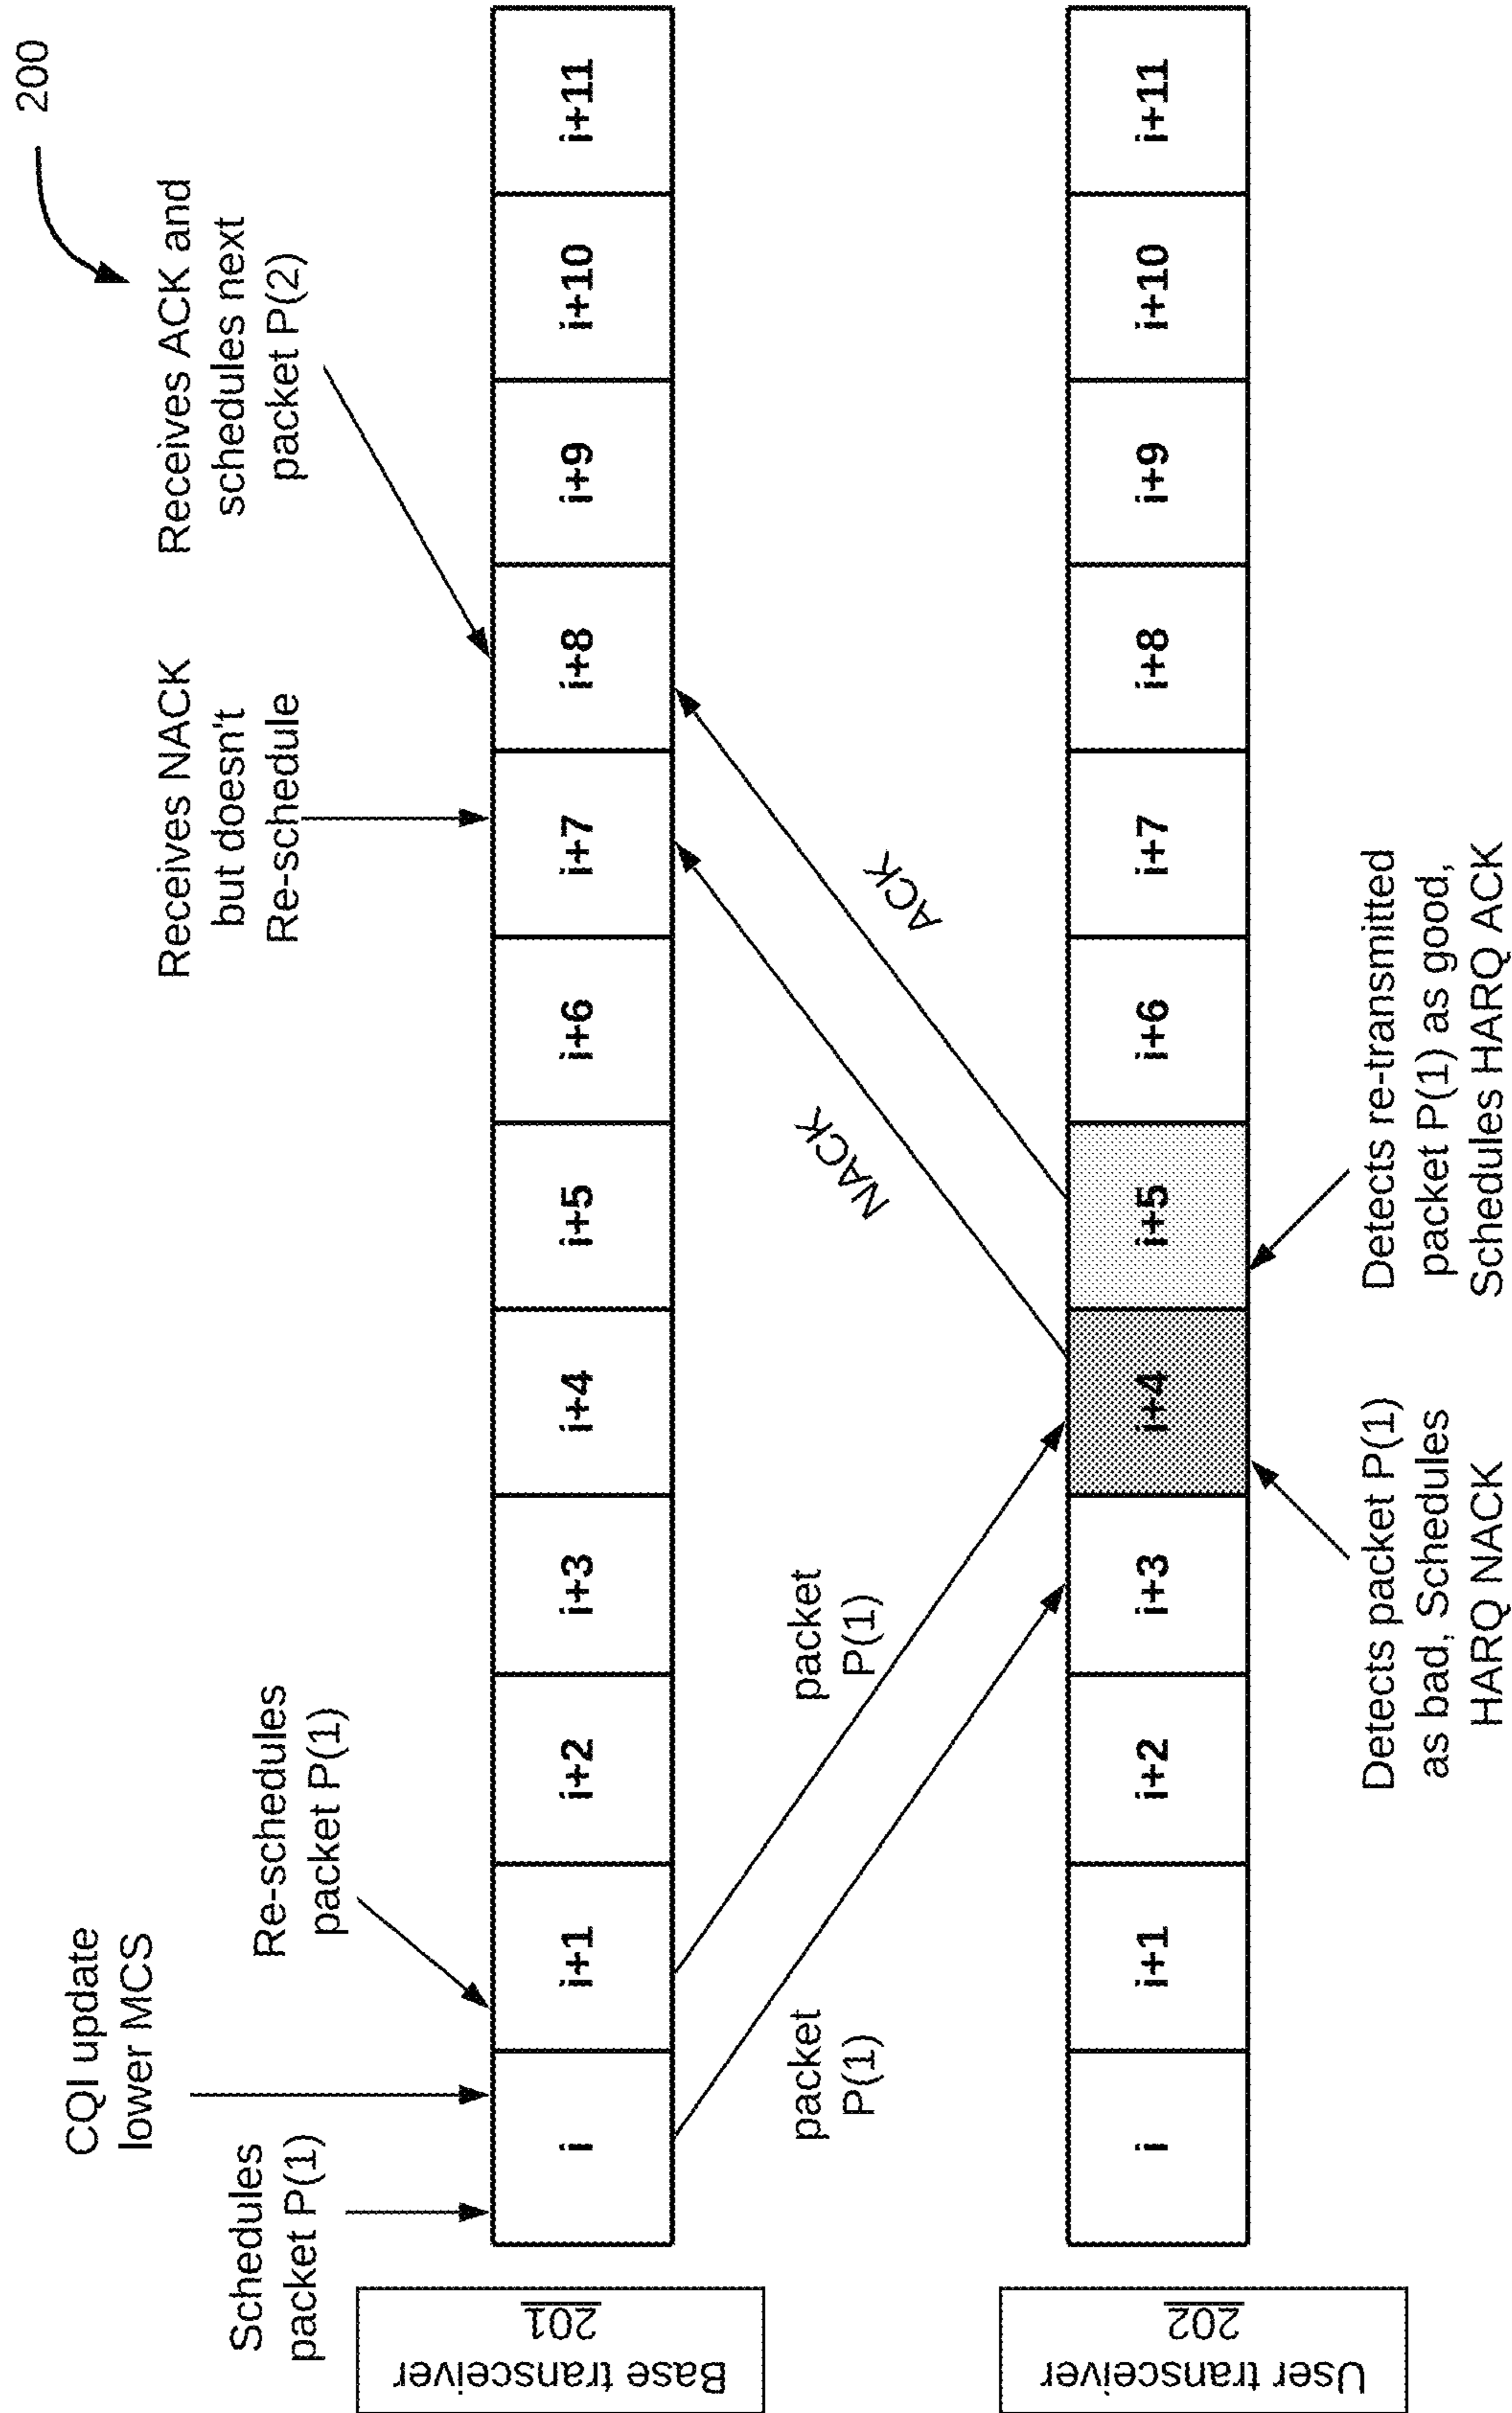 200
CQI update
lower MCS
Schedules
packet P(1)
Re-schedules
packet P(1)
Receives NACK
but doesn't
Re-schedule
Receives ACK and
schedules next
packet P(2)
Base transceiver
201
i
i+1
i+2
i+3
i+4
i+5
i+6
i+7
i+8
i+9
i+10
i+11
packet
P(1)
packet
P(1)
NACK
ACK
User transceiver
202
i
i+1
i+2
i+3
i+4
i+5
i+6
i+7
i+8
i+9
i+10
i+11
Detects packet P(1)
as bad, Schedules
HARQ NACK
Detects re-transmitted
packet P(1) as good,
Schedules HARQ ACK